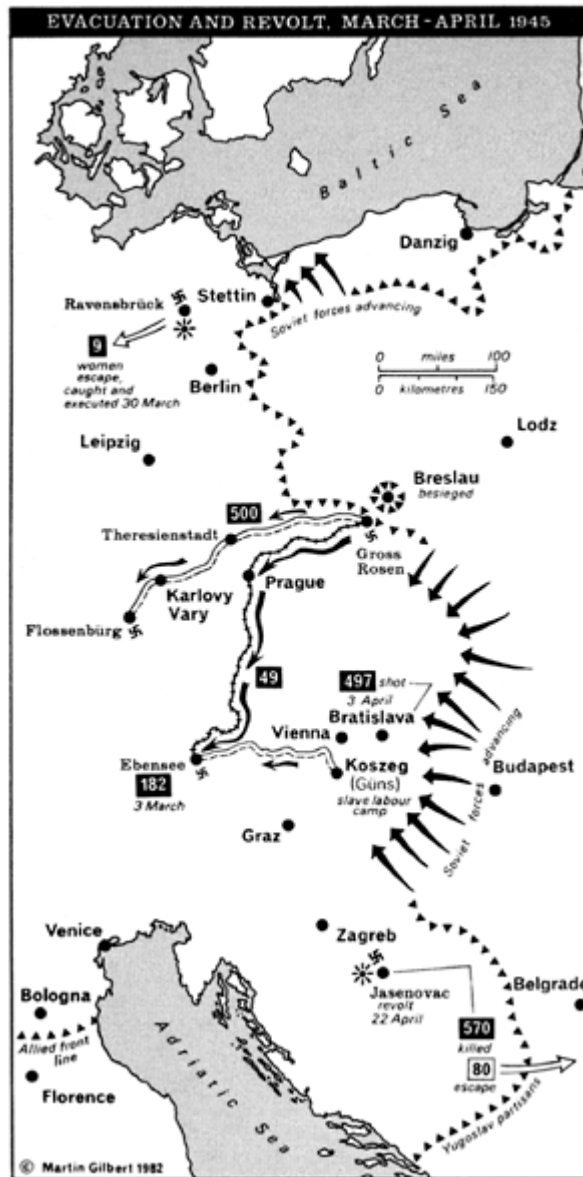 EVACUATION AND REVOLT, MARCH-APRIL 1945
Baltic Sea
Danzig
Ravensbrück
Stettin
Soviet forces advancing
9
women
escape,
caught and
executed 30 March
Berlin
0 miles 100
0 kilometres 150
Leipzig
Lodz
Breslau
besieged
500
Theresienstadt
Gross
Rosen
Prague
Karlovy
Vary
Flossenbürg
49
497 shot
3 April
Bratislava
Vienna
Ebensee
182
3 March
Koszeg
(Güns)
slave labour
camp
Budapest
Soviet forces advancing
Graz
Zagreb
Venice
Jasenovac
revolt
22 April
Belgrade
Bologna
Allied front
line
570
killed
80
escape
Florence
Adriatic Sea
Yugoslav partisans
© Martin Gilbert 1982